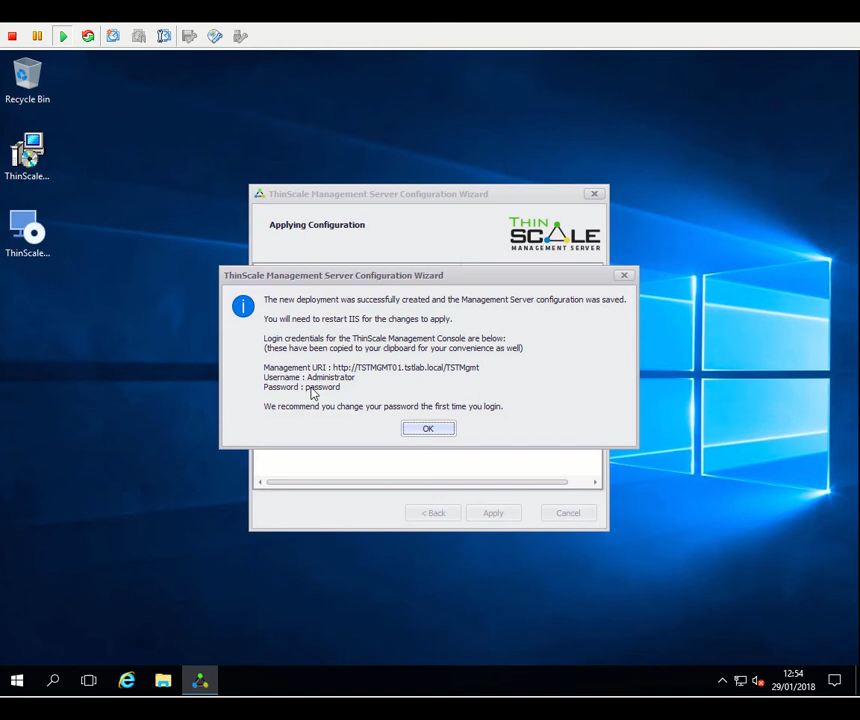 Recycle Bin
ThinScale...
ThinScale...
ThinScale Management Server Configuration Wizard
Applying Configuration
THIN
SCALE
MANAGEMENT SERVER
ThinScale Management Server Configuration Wizard
The new deployment was successfully created and the Management Server configuration was saved.
You will need to restart IIS for the changes to apply.
Login credentials for the ThinScale Management Console are below:
(these have been copied to your clipboard for your convenience as well)
Management URI : http://TSTMGMT01.tstlab.local/TSTMgmt
Username : Administrator
Password : password
We recommend you change your password the first time you login.
OK
< Back
Apply
Cancel
12:54
29/01/2018